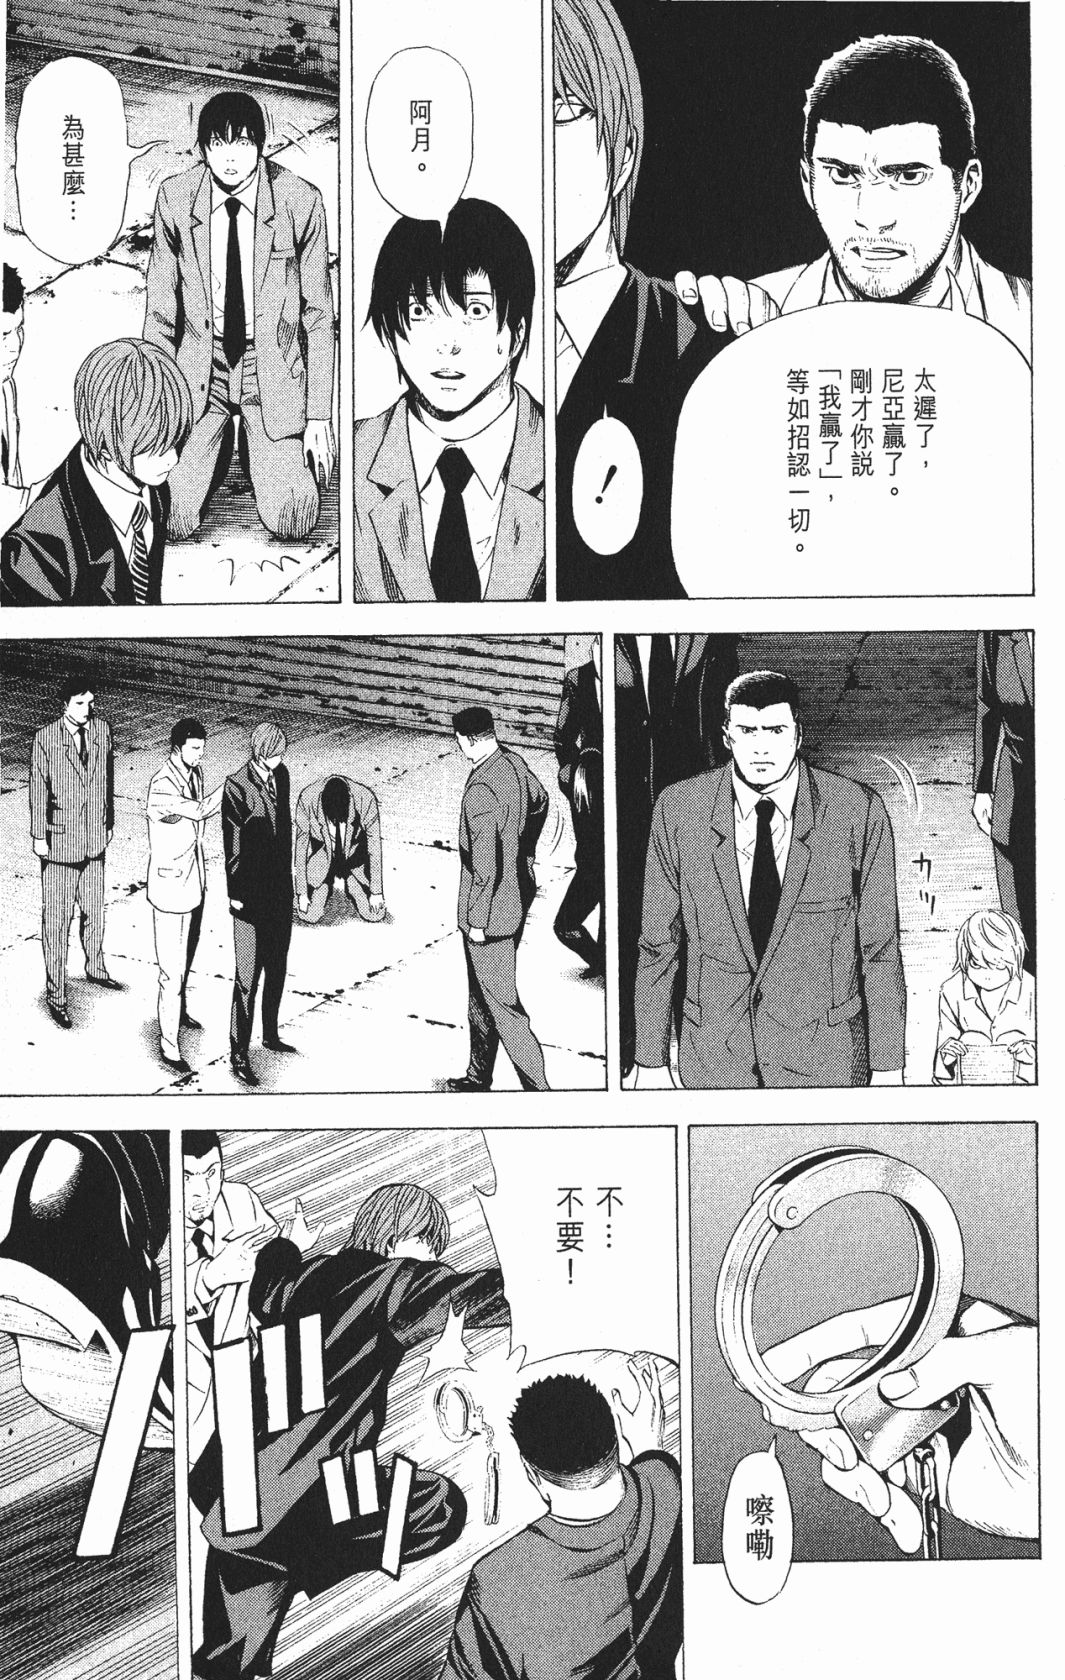 太遲了，
尼亞贏了。
剛才你說
「我贏了」，
等如招認一切。
！
阿月。
為甚麼…
カッ
嚓嘞
不…
不要！